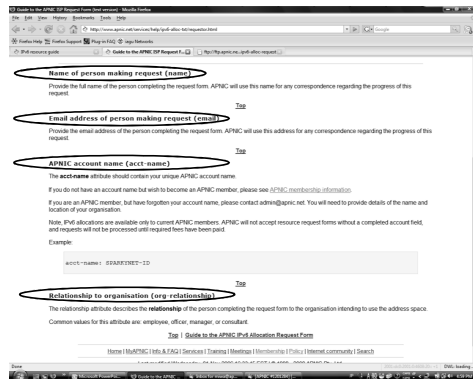 Guide to the APNIC ISP Request Form (text version) - Mozilla Firefox
File Edit View History Bookmarks Tools Help
http://www.apnic.net/services/help/ipv6-alloc-txt/requestor.html
Google
Firefox Help Firefox Support Plug-in FAQ Jegu Networks
IPv6 resource guide
Guide to the APNIC ISP Request F...
ftp://ftp.apnic.ne...ipv6-alloc-request
Name of person making request (name)
Provide the full name of the person completing the request form. APNIC will use this name for any correspondence regarding the progress of this
request.
Top
Email address of person making request (email)
Provide the email address of the person completing the request form. APNIC will use this address for any correspondence regarding the progress of this
request.
Top
APNIC account name (acct-name)
The acct-name attribute should contain your unique APNIC account name.
If you do not have an account name but wish to become an APNIC member, please see APNIC membership information.
If you are an APNIC member, but have forgotten your account name, please contact admin@apnic.net. You will need to provide details of the name and
location of your organisation.
Note, IPv6 allocations are available only to current APNIC members. APNIC will not accept resource request forms without a completed account field,
and requests will not be processed until required fees have been paid.
Example:
acct-name: SPARKYNET-ID
Top
Relationship to organisation (org-relationship)
The relationship attribute describes the relationship of the person completing the request form to the organisation intending to use the address space.
Common values for this attribute are: employee, officer, manager, or consultant.
Top | Guide to the APNIC IPv6 Allocation Request Form
Home | MyAPNIC | Info & FAQ | Services | Training | Meetings | Membership | Policy | Internet community | Search
Done